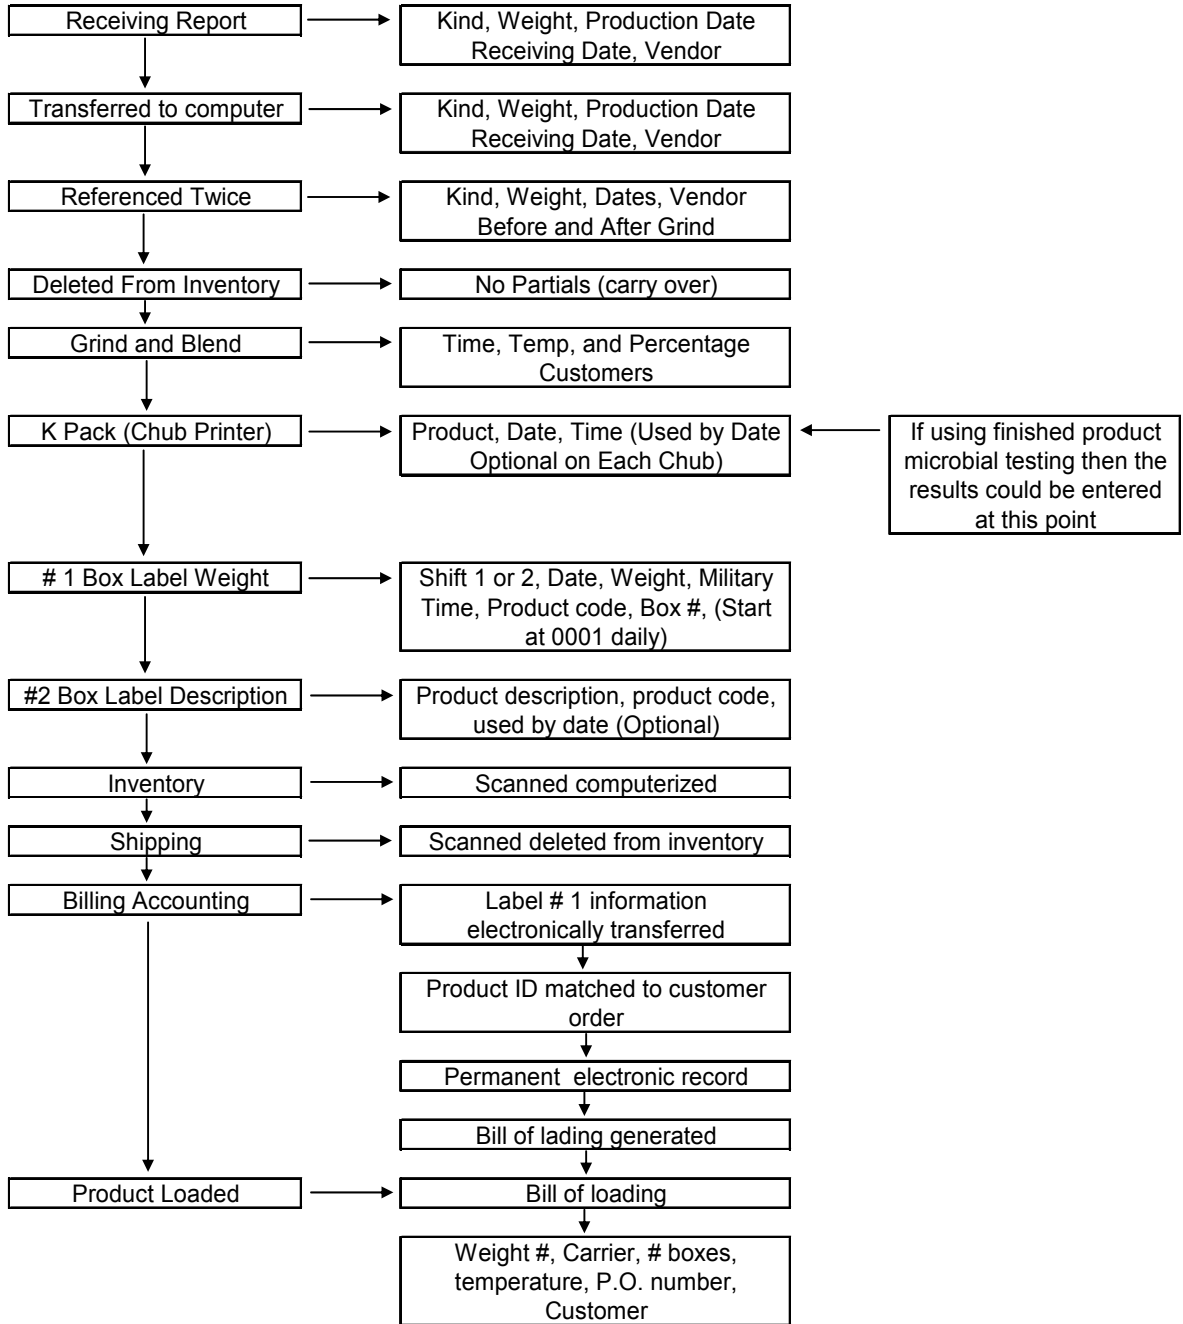 Receiving Report
Kind, Weight, Production Date
Receiving Date, Vendor
Transferred to computer
Kind, Weight, Production Date
Receiving Date, Vendor
Referenced Twice
Kind, Weight, Dates, Vendor
Before and After Grind
Deleted From Inventory
No Partials (carry over)
Grind and Blend
Time, Temp, and Percentage
Customers
K Pack (Chub Printer)
Product, Date, Time (Used by Date
Optional on Each Chub)
If using finished product
microbial testing then the
results could be entered
at this point
# 1 Box Label Weight
Shift 1 or 2, Date, Weight, Military
Time, Product code, Box #, (Start
at 0001 daily)
#2 Box Label Description
Product description, product code,
used by date (Optional)
Inventory
Scanned computerized
Shipping
Scanned deleted from inventory
Billing Accounting
Label # 1 information
electronically transferred
Product ID matched to customer
order
Permanent  electronic record
Bill of lading generated
Product Loaded
Bill of loading
Weight #, Carrier, # boxes,
temperature, P.O. number,
Customer